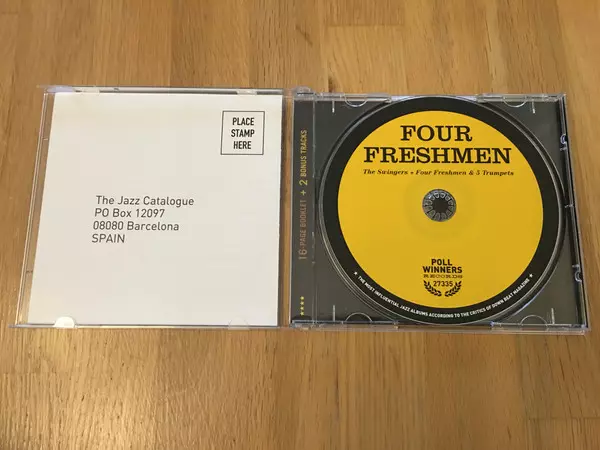 PLACE
STAMP
HERE
The Jazz Catalogue
PO Box 12097
08080 Barcelona
SPAIN
16-PAGE BOOKLET + 2 BONUS TRACKS
FOUR
FRESHMEN
The Swingers + Four Freshmen & 5 Trumpets
POLL
WINNERS
RECORDS
27335
THE MOST INFLUENTIAL JAZZ ALBUMS ACCORDING TO THE CRITICS OF DOWN BEAT MAGAZINE